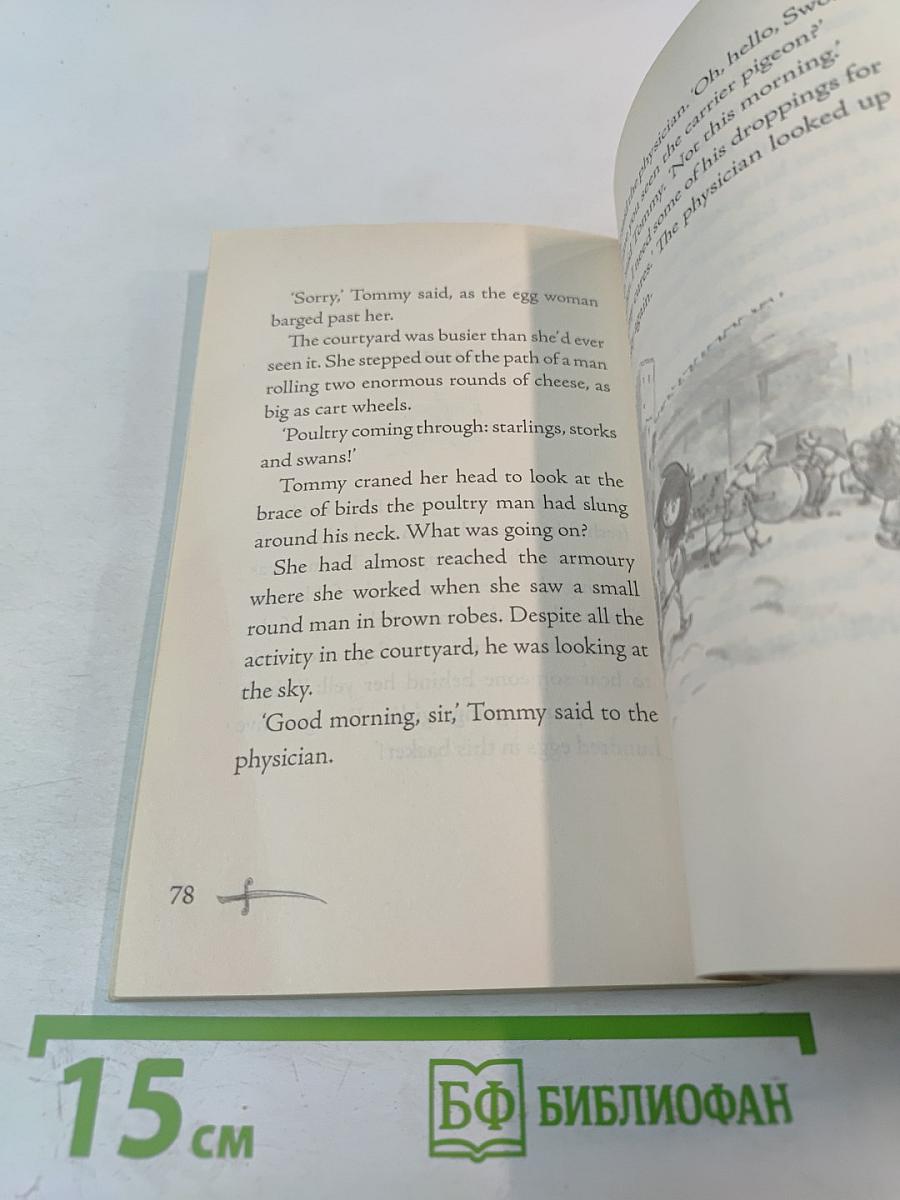 'Sorry,' Tommy said, as the egg woman
barged past her.
The courtyard was busier than she'd ever
seen it. She stepped out of the path of a man
rolling two enormous rounds of cheese, as
big as cart wheels.
'Poultry coming through: starlings, storks
and swans!'
Tommy craned her head to look at the
brace of birds the poultry man had slung
around his neck. What was going on?
She had almost reached the armoury
where she worked when she saw a small
round man in brown robes. Despite all the
activity in the courtyard, he was looking at
the sky.
'Good morning, sir,' Tommy said to the
physician.
78
the physician. 'Oh, hello, Swo
you seen the carrier pigeon?'
Tommy. 'Not this morning.'
'I need some of his droppings for
cares.' The physician looked up
again.
15 см
БФ БИБЛИОФАН